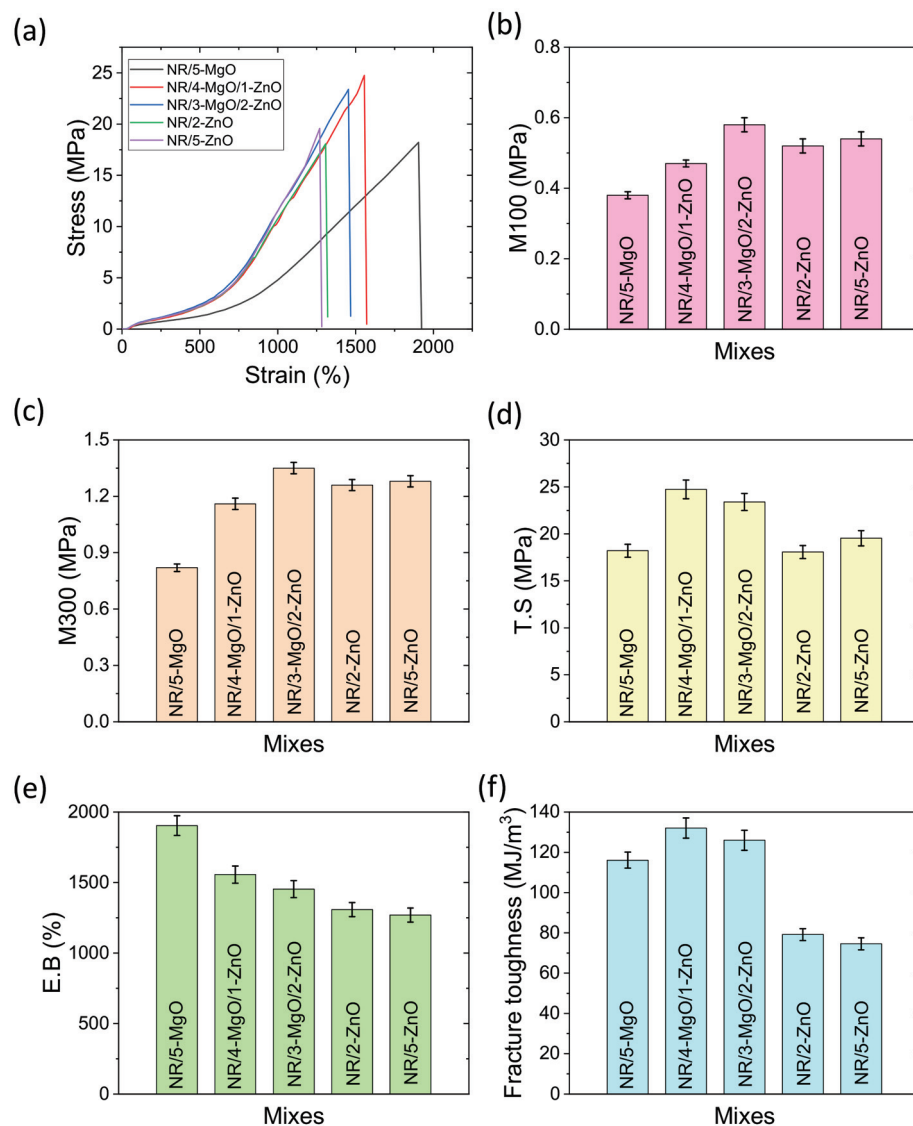 (a)
Stress (MPa)
25
20
15
10
5
0
NR/5-MgO
NR/4-MgO/1-ZnO
NR/3-MgO/2-ZnO
NR/2-ZnO
NR/5-ZnO
0 500 1000 1500 2000
Strain (%)
(b)
M100 (MPa)
0.8
0.6
0.4
0.2
0.0
NR/5-MgO
NR/4-MgO/1-ZnO
NR/3-MgO/2-ZnO
NR/2-ZnO
NR/5-ZnO
Mixes
(c)
M300 (MPa)
1.5
1.2
0.9
0.6
0.3
0.0
NR/5-MgO
NR/4-MgO/1-ZnO
NR/3-MgO/2-ZnO
NR/2-ZnO
NR/5-ZnO
Mixes
(d)
T.S (MPa)
30
25
20
15
10
5
0
NR/5-MgO
NR/4-MgO/1-ZnO
NR/3-MgO/2-ZnO
NR/2-ZnO
NR/5-ZnO
Mixes
(e)
E.B (%)
2000
1500
1000
500
0
NR/5-MgO
NR/4-MgO/1-ZnO
NR/3-MgO/2-ZnO
NR/2-ZnO
NR/5-ZnO
Mixes
(f)
Fracture toughness (MJ/m³)
140
120
100
80
60
40
20
0
NR/5-MgO
NR/4-MgO/1-ZnO
NR/3-MgO/2-ZnO
NR/2-ZnO
NR/5-ZnO
Mixes